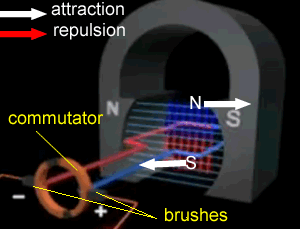 attraction
repulsion
N
N
S
commutator
S
−
+
brushes